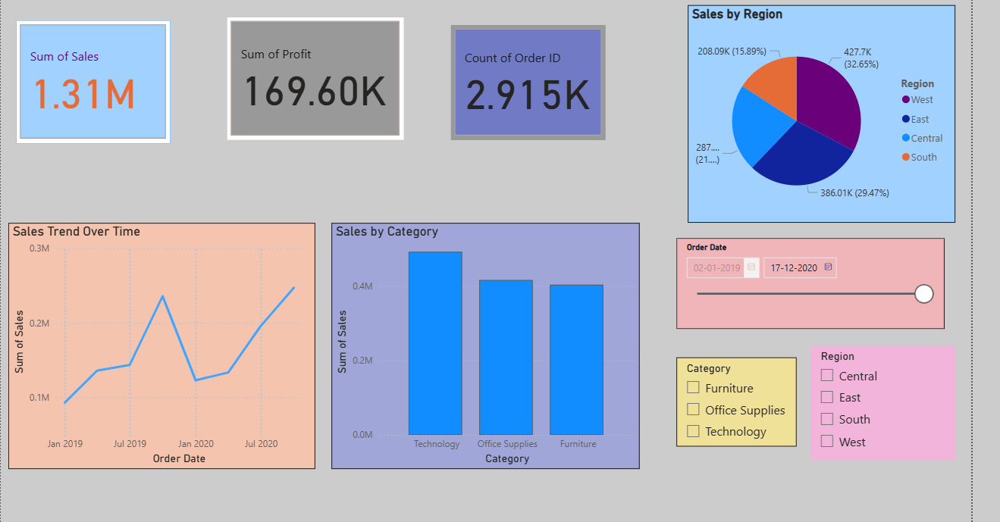 Sum of Sales
1.31M
Sum of Profit
169.60K
Count of Order ID
2.915K
Sales by Region
208.09K (15.89%)
427.7K
(32.65%)
287....
(21....)
386.01K (29.47%)
Region
West
East
Central
South
Sales Trend Over Time
0.3M
0.2M
0.1M
Sum of Sales
Jan 2019
Jul 2019
Jan 2020
Jul 2020
Order Date
Sales by Category
0.4M
0.2M
0.0M
Sum of Sales
Technology
Office Supplies
Furniture
Category
Order Date
02-01-2019
17-12-2020
Category
Furniture
Office Supplies
Technology
Region
Central
East
South
West